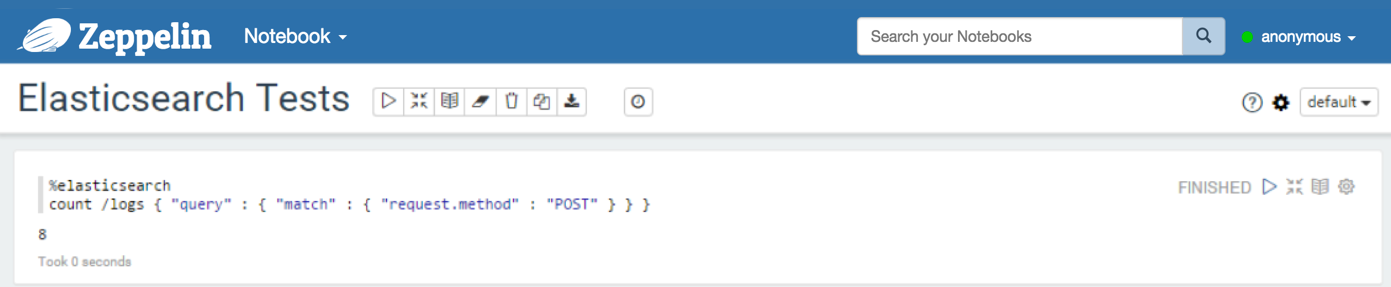 Zeppelin Notebook Search your Notebooks anonymous
Elasticsearch Tests default
%elasticsearch FINISHED
count /logs { "query" : { "match" : { "request.method" : "POST" } } }
8
Took 0 seconds